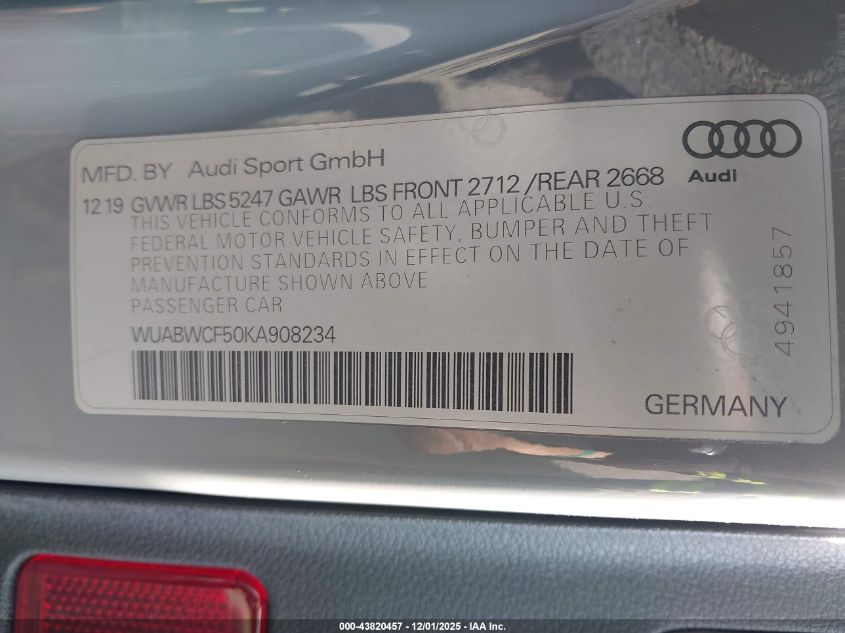 MFD. BY Audi Sport GmbH
Audi
12 19 GVWR LBS 5247 GAWR LBS FRONT 2712 /REAR 2668
THIS VEHICLE CONFORMS TO ALL APPLICABLE U.S.
FEDERAL MOTOR VEHICLE SAFETY, BUMPER AND THEFT
PREVENTION STANDARDS IN EFFECT ON THE DATE OF
MANUFACTURE SHOWN ABOVE
PASSENGER CAR
WUABWCF50KA908234
GERMANY
4941857
000-43820457 - 12/01/2025 - IAA Inc.